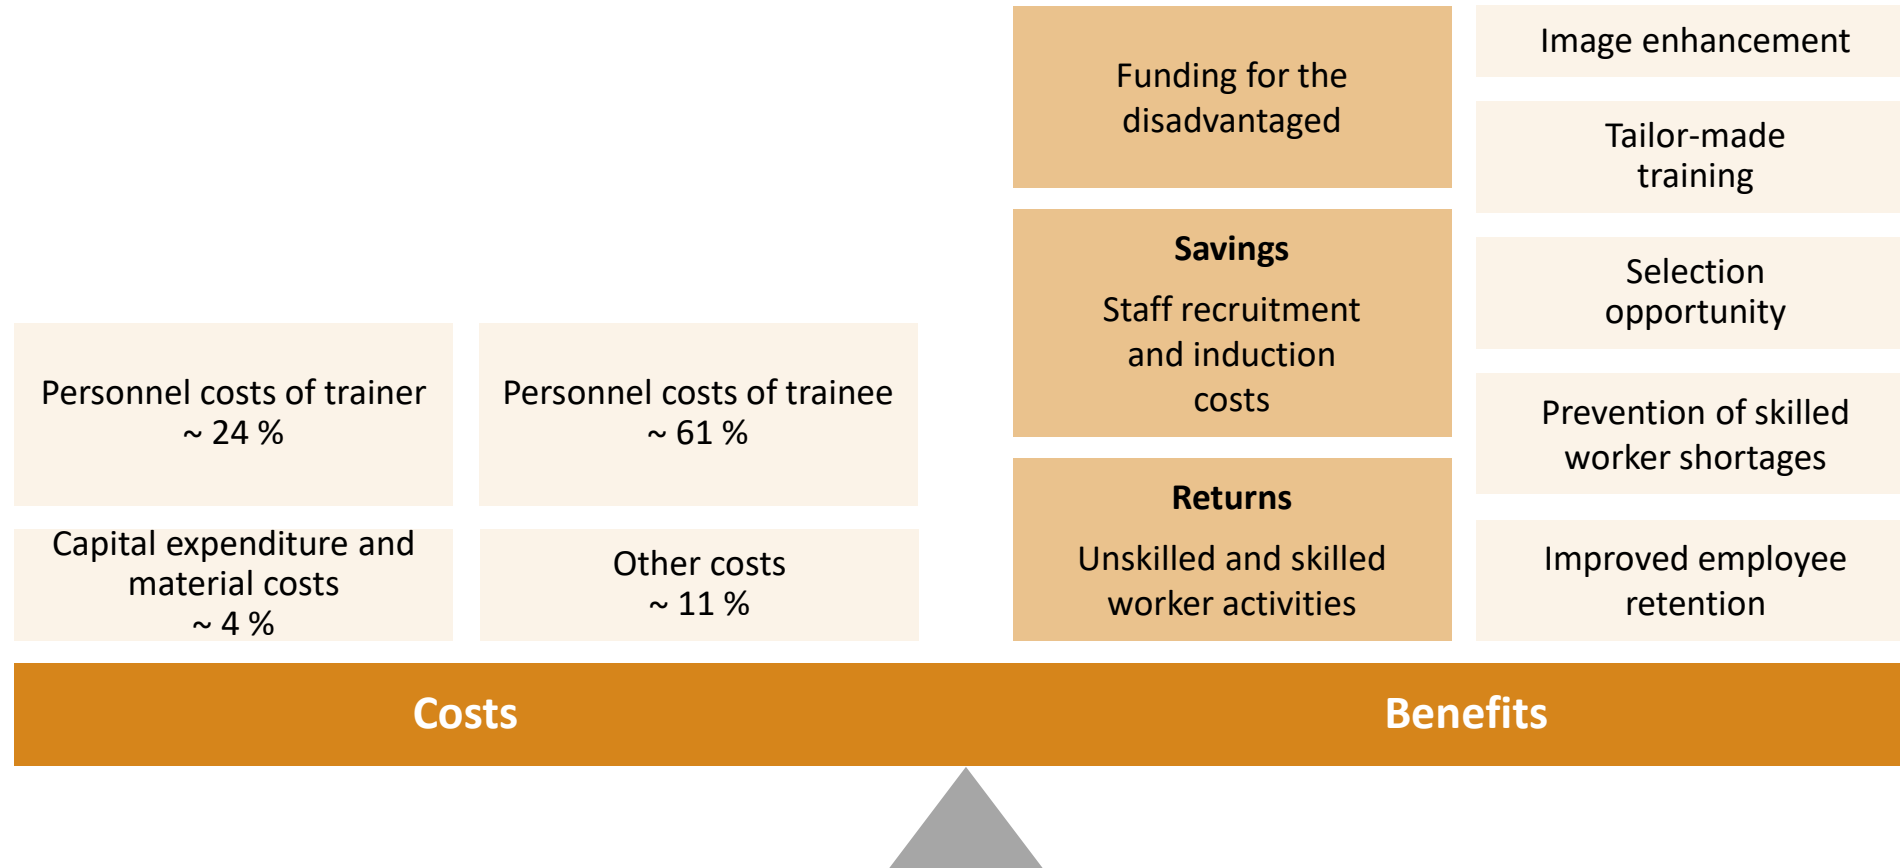 Personnel costs of trainer
~ 24 %
Personnel costs of trainee
~ 61 %
Capital expenditure and
material costs
~ 4 %
Other costs
~ 11 %
Funding for the
disadvantaged
Savings
Staff recruitment
and induction
costs
Returns
Unskilled and skilled
worker activities
Image enhancement
Tailor-made
training
Selection
opportunity
Prevention of skilled
worker shortages
Improved employee
retention
Costs
Benefits